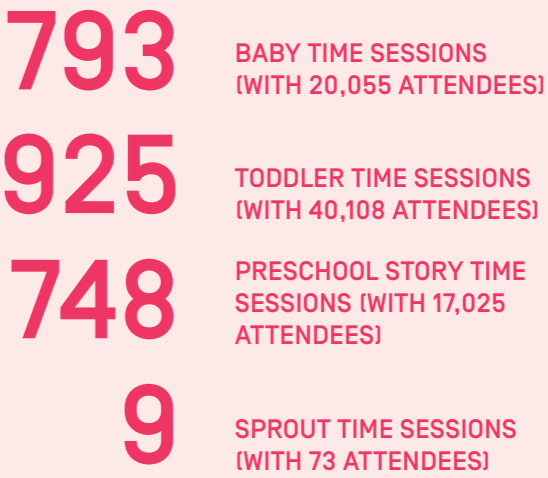 793
BABY TIME SESSIONS
(WITH 20,055 ATTENDEES)
925
TODDLER TIME SESSIONS
(WITH 40,108 ATTENDEES)
748
PRESCHOOL STORY TIME
SESSIONS (WITH 17,025
ATTENDEES)
9
SPROUT TIME SESSIONS
(WITH 73 ATTENDEES)